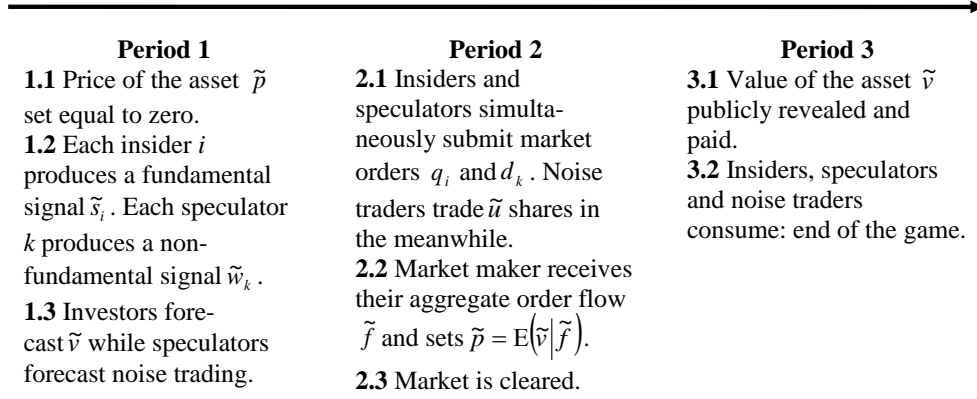 Period 1
1.1 Price of the asset p̃
set equal to zero.
1.2 Each insider i
produces a fundamental
signal s̃ᵢ. Each speculator
k produces a non-
fundamental signal w̃ₖ.
1.3 Investors fore-
cast ṽ while speculators
forecast noise trading.
Period 2
2.1 Insiders and
speculators simulta-
neously submit market
orders qᵢ and dₖ. Noise
traders trade ũ shares in
the meanwhile.
2.2 Market maker receives
their aggregate order flow
f̃ and sets p̃ = E(ṽ|f̃).
2.3 Market is cleared.
Period 3
3.1 Value of the asset ṽ
publicly revealed and
paid.
3.2 Insiders, speculators
and noise traders
consume: end of the game.